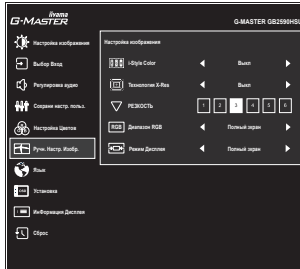 iiyama
G-MASTER
G-MASTER GB2590HSU
Настройка изображения
Выбор Вход
Регулировка аудио
Сохрани настр. польз.
Настройка Цветов
Ручн. Настр. Изобр.
Язык
Установка
Информация Дисплея
Сброс
Настройка изображения
i-Style Color
Выкл
Технология X-Res
Выкл
РЕЗКОСТЬ
1 2 3 4 5 6
RGB Диапазон RGB
Полный экран
Режим Дисплея
Полный экран